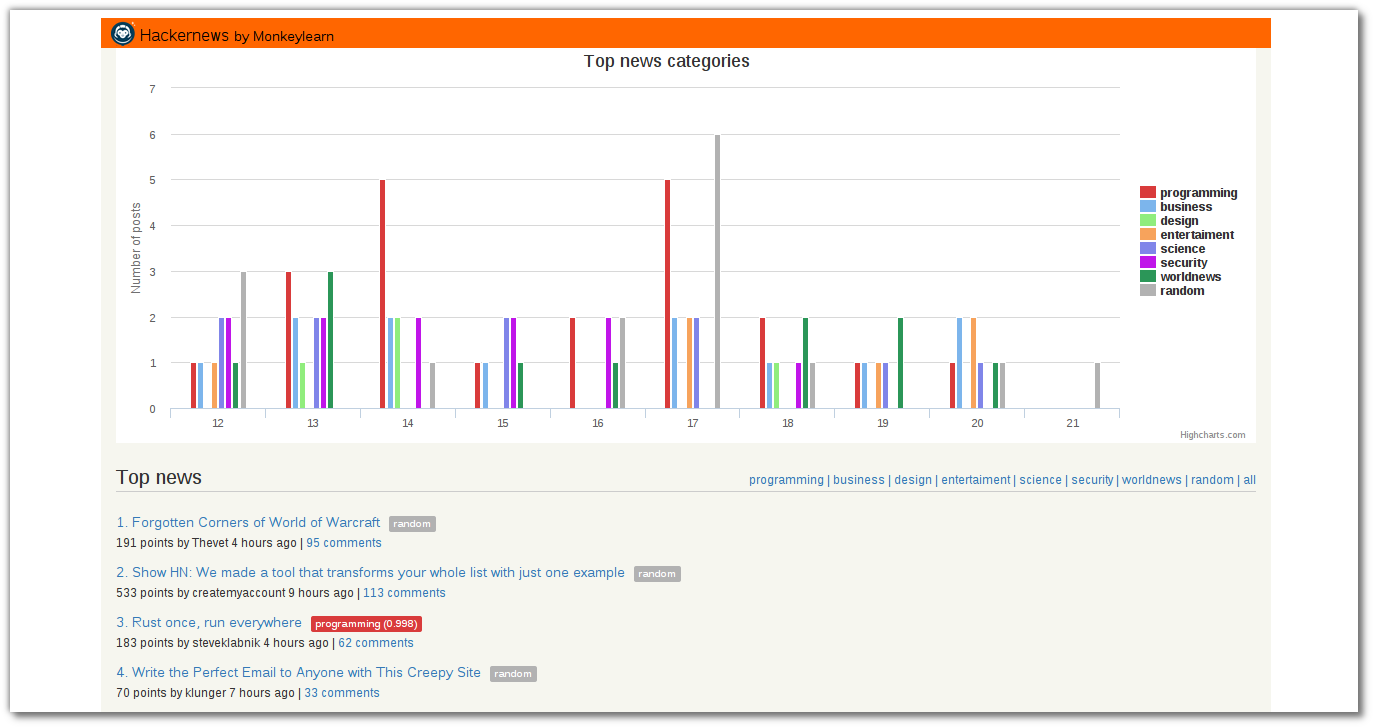 Hackernews by Monkeylearn
Top news categories
7
6
5
4
3
2
1
0
Number of posts
12 13 14 15 16 17 18 19 20 21
programming
business
design
entertaiment
science
security
worldnews
random
Highcharts.com
Top news
programming | business | design | entertaiment | science | security | worldnews | random | all
1. Forgotten Corners of World of Warcraft random
191 points by Thevet 4 hours ago | 95 comments
2. Show HN: We made a tool that transforms your whole list with just one example random
533 points by createmyaccount 9 hours ago | 113 comments
3. Rust once, run everywhere programming (0.998)
183 points by steveklabnik 4 hours ago | 62 comments
4. Write the Perfect Email to Anyone with This Creepy Site random
70 points by klunger 7 hours ago | 33 comments